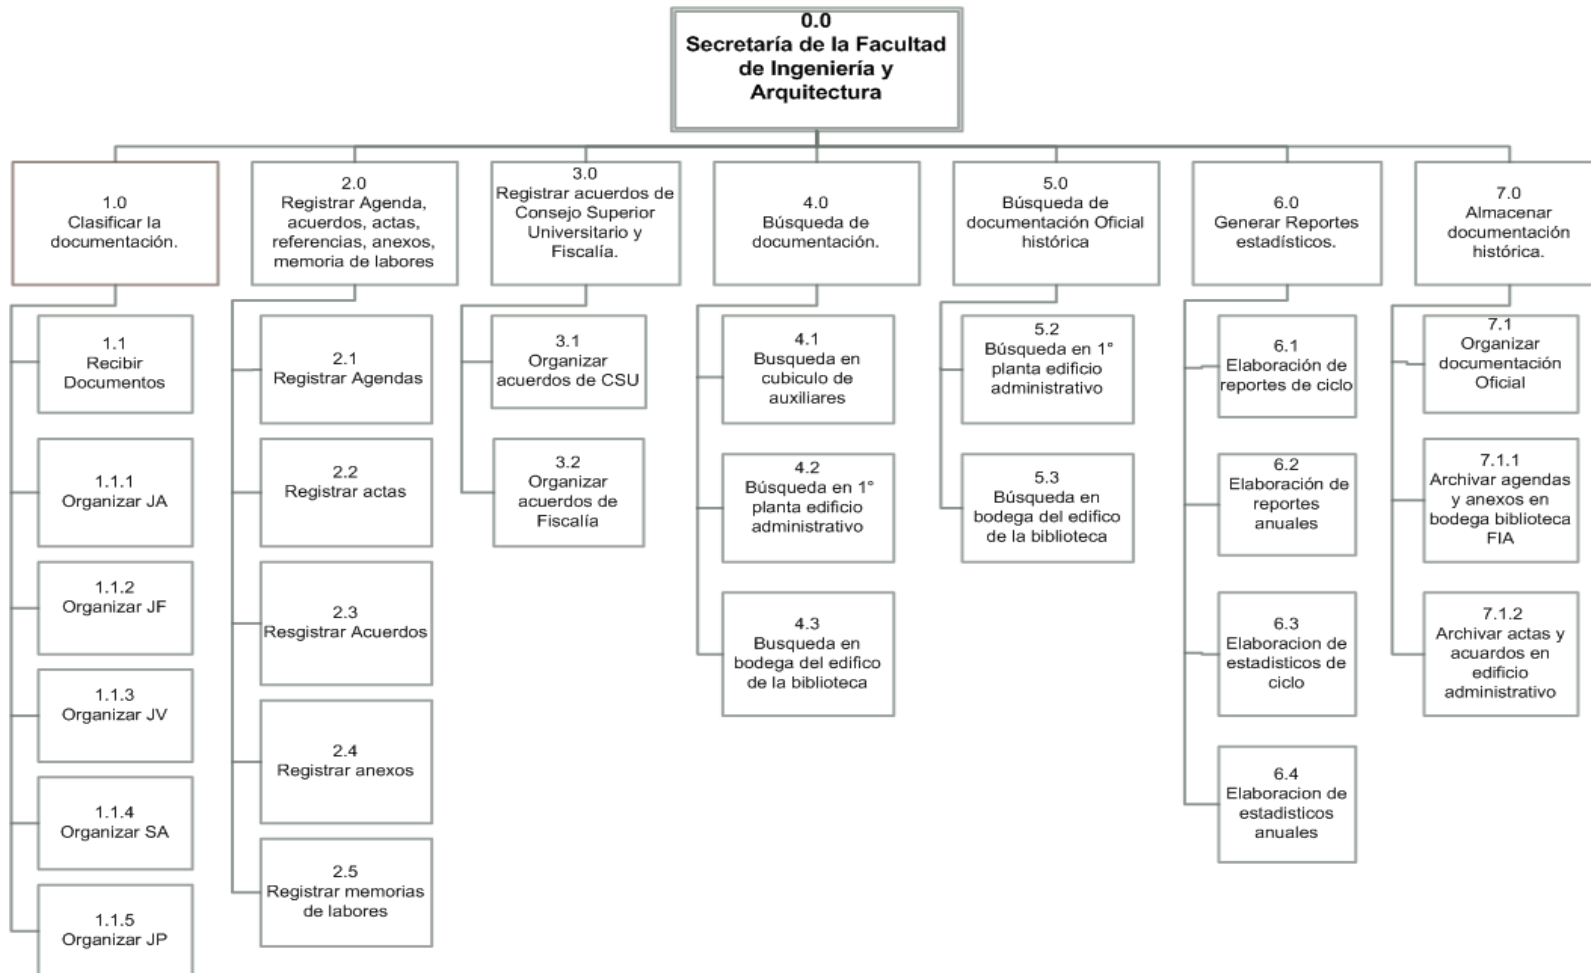 0.0
Secretaría de la Facultad
de Ingeniería y
Arquitectura
1.0
Clasificar la
documentación.
2.0
Registrar Agenda,
acuerdos, actas,
referencias, anexos,
memoria de labores
3.0
Registrar acuerdos de
Consejo Superior
Universitario y
Fiscalía.
4.0
Búsqueda de
documentación.
5.0
Búsqueda de
documentación Oficial
histórica
6.0
Generar Reportes
estadísticos.
7.0
Almacenar
documentación
histórica.
1.1
Recibir
Documentos
1.1.1
Organizar JA
1.1.2
Organizar JF
1.1.3
Organizar JV
1.1.4
Organizar SA
1.1.5
Organizar JP
2.1
Registrar Agendas
2.2
Registrar actas
2.3
Resgistrar Acuerdos
2.4
Registrar anexos
2.5
Registrar memorias
de labores
3.1
Organizar
acuerdos de CSU
3.2
Organizar
acuerdos de
Fiscalía
4.1
Busqueda en
cubiculo de
auxiliares
4.2
Búsqueda en 1°
planta edificio
administrativo
4.3
Busqueda en
bodega del edifico
de la biblioteca
5.2
Búsqueda en 1°
planta edificio
administrativo
5.3
Búsqueda en
bodega del edifico
de la biblioteca
6.1
Elaboración de
reportes de ciclo
6.2
Elaboración de
reportes
anuales
6.3
Elaboracion de
estadisticos de
ciclo
6.4
Elaboracion de
estadisticos
anuales
7.1
Organizar
documentación
Oficial
7.1.1
Archivar agendas
y anexos en
bodega biblioteca
FIA
7.1.2
Archivar actas y
acuardos en
edificio
administrativo